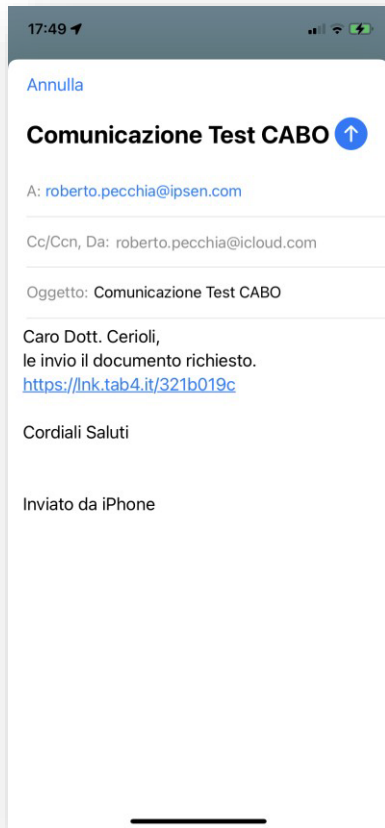 17:49
Annulla
Comunicazione Test CABO
A: roberto.pecchia@ipsen.com
Cc/Ccn, Da: roberto.pecchia@icloud.com
Oggetto: Comunicazione Test CABO
Caro Dott. Cerioli,
le invio il documento richiesto.
https://lnk.tab4.it/321b019c
Cordiali Saluti
Inviato da iPhone